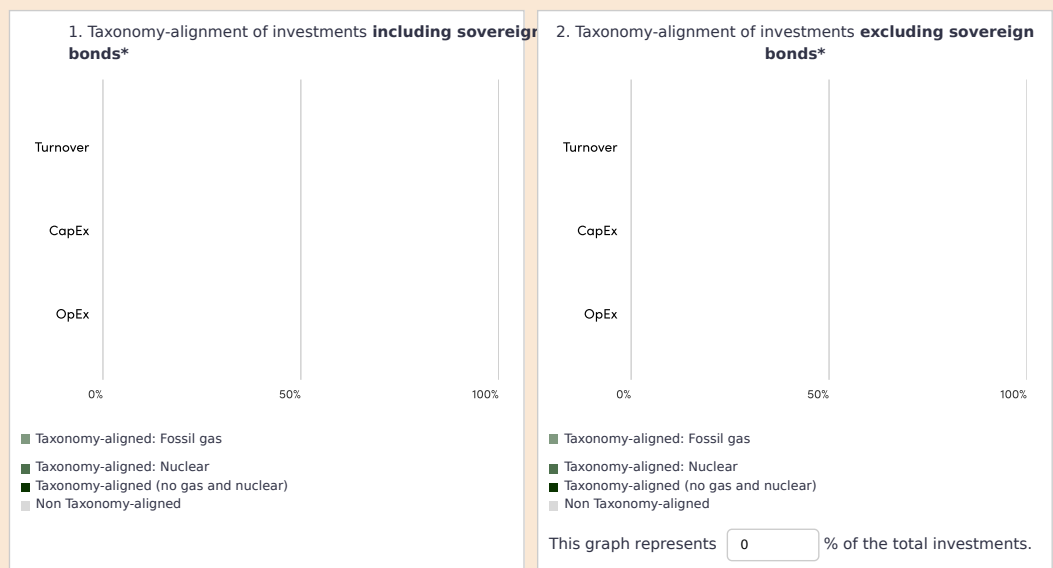 1. Taxonomy-alignment of investments including sovereign
bonds*
Turnover
CapEx
OpEx
0% 50% 100%
Taxonomy-aligned: Fossil gas
Taxonomy-aligned: Nuclear
Taxonomy-aligned (no gas and nuclear)
Non Taxonomy-aligned
2. Taxonomy-alignment of investments excluding sovereign
bonds*
Turnover
CapEx
OpEx
0% 50% 100%
Taxonomy-aligned: Fossil gas
Taxonomy-aligned: Nuclear
Taxonomy-aligned (no gas and nuclear)
Non Taxonomy-aligned
This graph represents 0 % of the total investments.